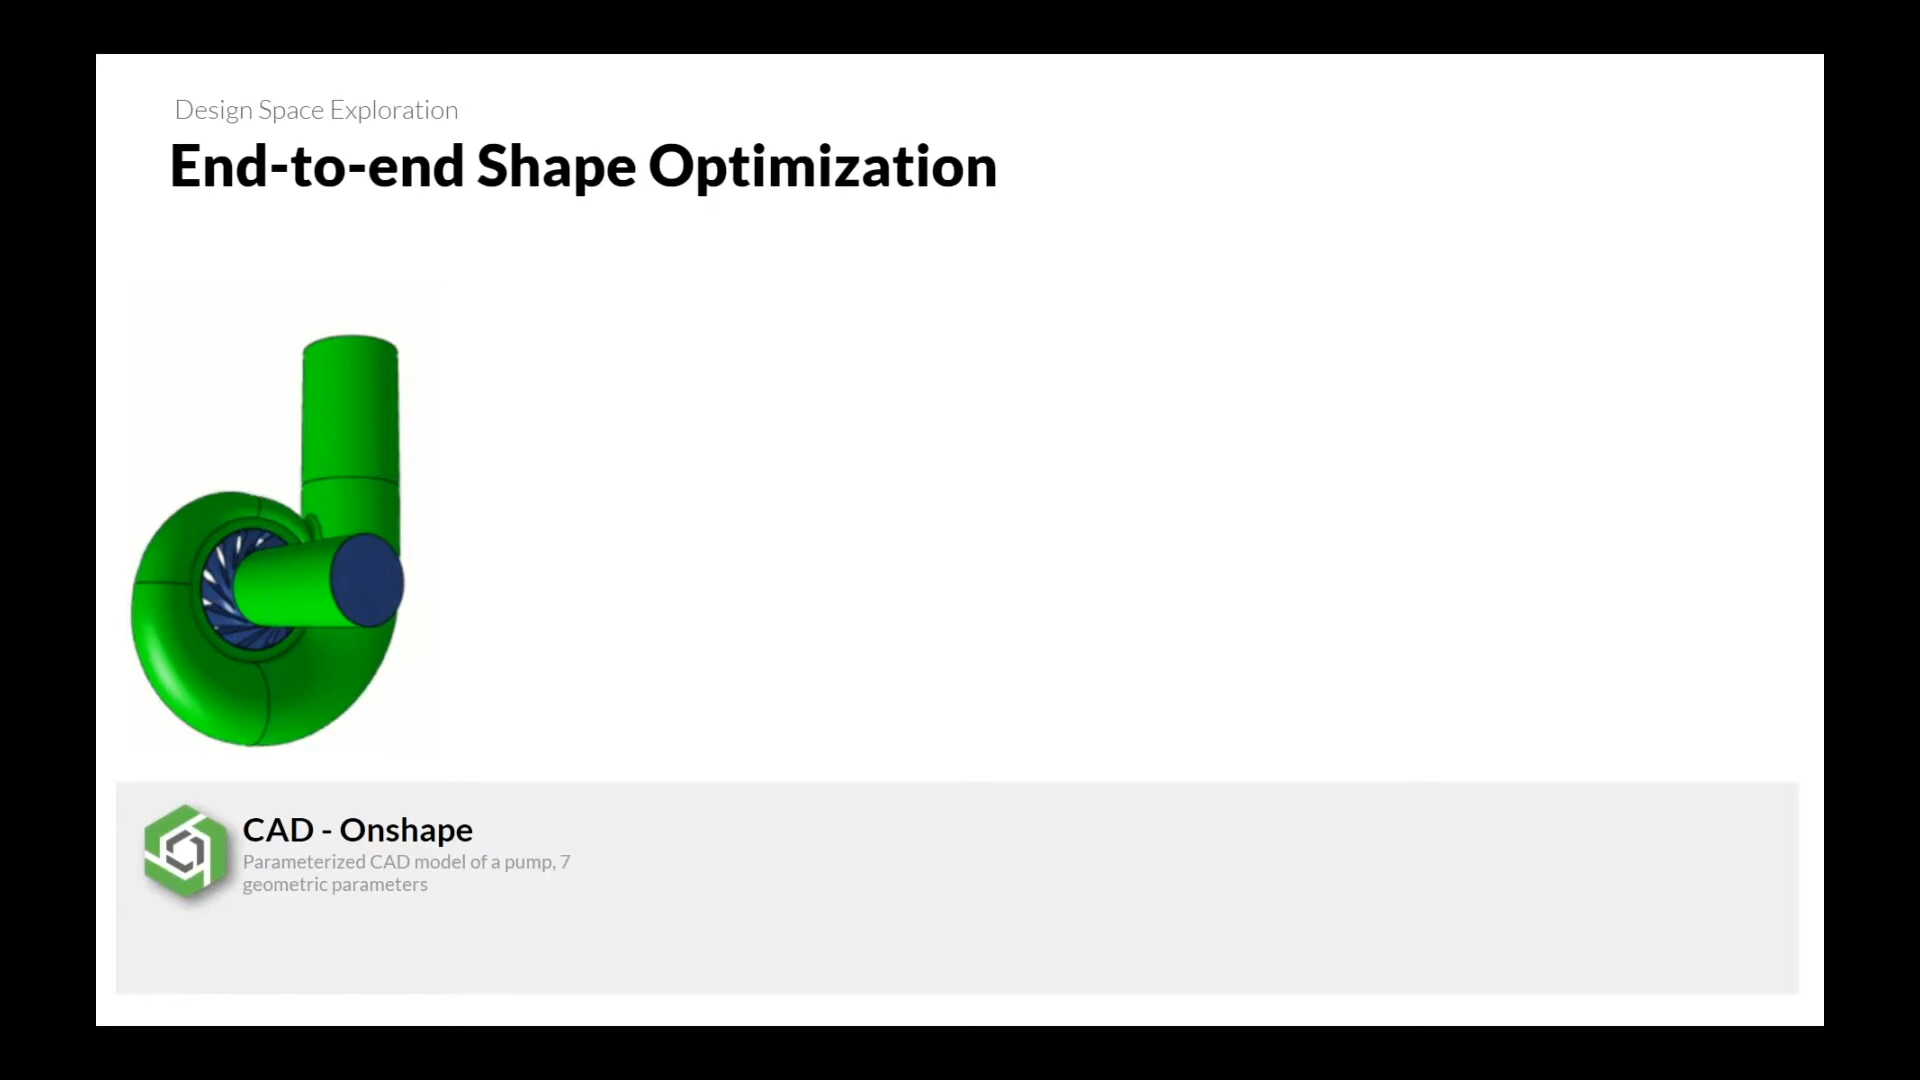 Design Space Exploration
End-to-end Shape Optimization
CAD - Onshape
Parameterized CAD model of a pump, 7
geometric parameters